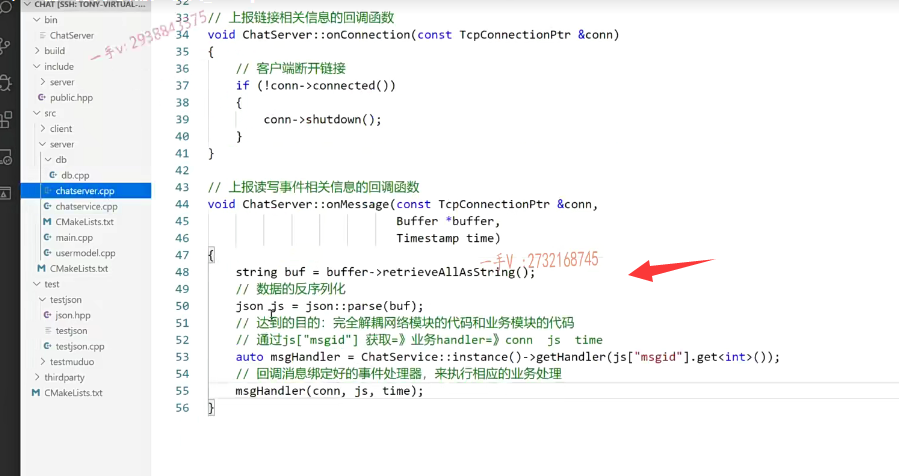 CHAT [SSH: TONY-VIRTUAL-
bin
ChatServer
build
include
server
public.hpp
src
client
server
db
db.cpp
chatserver.cpp
chatservice.cpp
CMakeLists.txt
main.cpp
usermodel.cpp
CMakeLists.txt
test
testjson
json.hpp
testjson
testjson.cpp
testmuduo
thirdparty
CMakeLists.txt
一手v: 2938843375
32
33 // 上报链接相关信息的回调函数
34 void ChatServer::onConnection(const TcpConnectionPtr &conn)
35 {
36 // 客户端断开链接
37 if (!conn->connected())
38 {
39 conn->shutdown();
40 }
41 }
42
43 // 上报读写事件相关信息的回调函数
44 void ChatServer::onMessage(const TcpConnectionPtr &conn,
45 Buffer *buffer,
46 Timestamp time)
47 {
一手V :2732168745
48 string buf = buffer->retrieveAllAsString();
49 // 数据的反序列化
50 json js = json::parse(buf);
51 // 达到的目的：完全解耦网络模块的代码和业务模块的代码
52 // 通过js["msgid"] 获取=》业务handler=》conn js time
53 auto msgHandler = ChatService::instance()->getHandler(js["msgid"].get<int>());
54 // 回调消息绑定好的事件处理器，来执行相应的业务处理
55 msgHandler(conn, js, time);
56 }